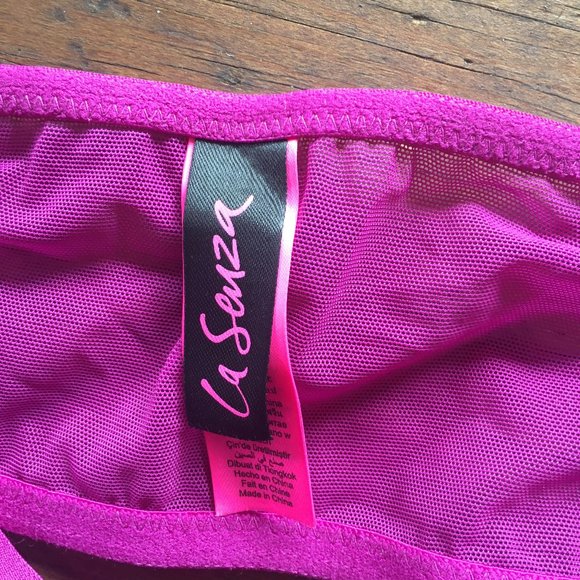 La Senza
Çin'de üretilmiştir
صنع في الصين
Dibuat di Tiongkok
Hecho en China
Fait en Chine
Made in China